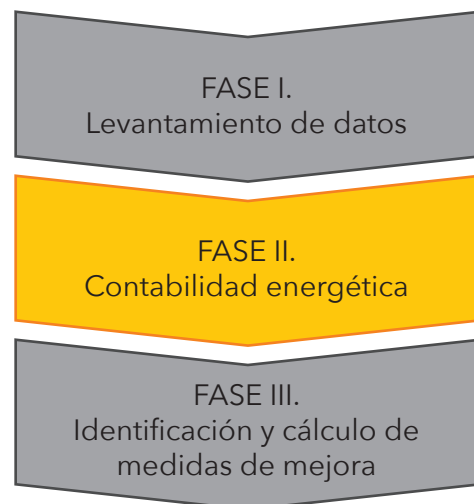 FASE I.
Levantamiento de datos
FASE II.
Contabilidad energética
FASE III.
Identificación y cálculo de
medidas de mejora